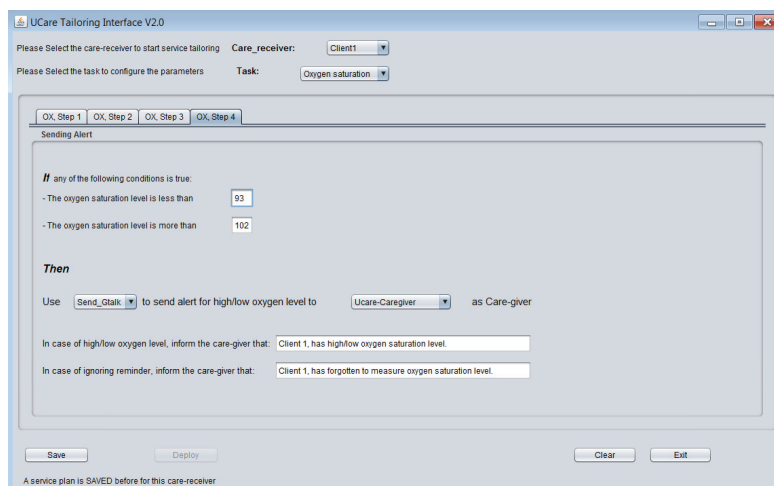 UCare Tailoring Interface V2.0
Please Select the care-receiver to start service tailoring Care_receiver: Client1
Please Select the task to configure the parameters Task: Oxygen saturation
OX, Step 1 OX, Step 2 OX, Step 3 OX, Step 4
Sending Alert
If any of the following conditions is true:
- The oxygen saturation level is less than 93
- The oxygen saturation level is more than 102
Then
Use Send_Gtalk to send alert for high/low oxygen level to Ucare-Caregiver as Care-giver
In case of high/low oxygen level, inform the care-giver that: Client 1, has high/low oxygen saturation level.
In case of ignoring reminder, inform the care-giver that: Client 1, has forgotten to measure oxygen saturation level.
Save Deploy Clear Exit
A service plan is SAVED before for this care-receiver